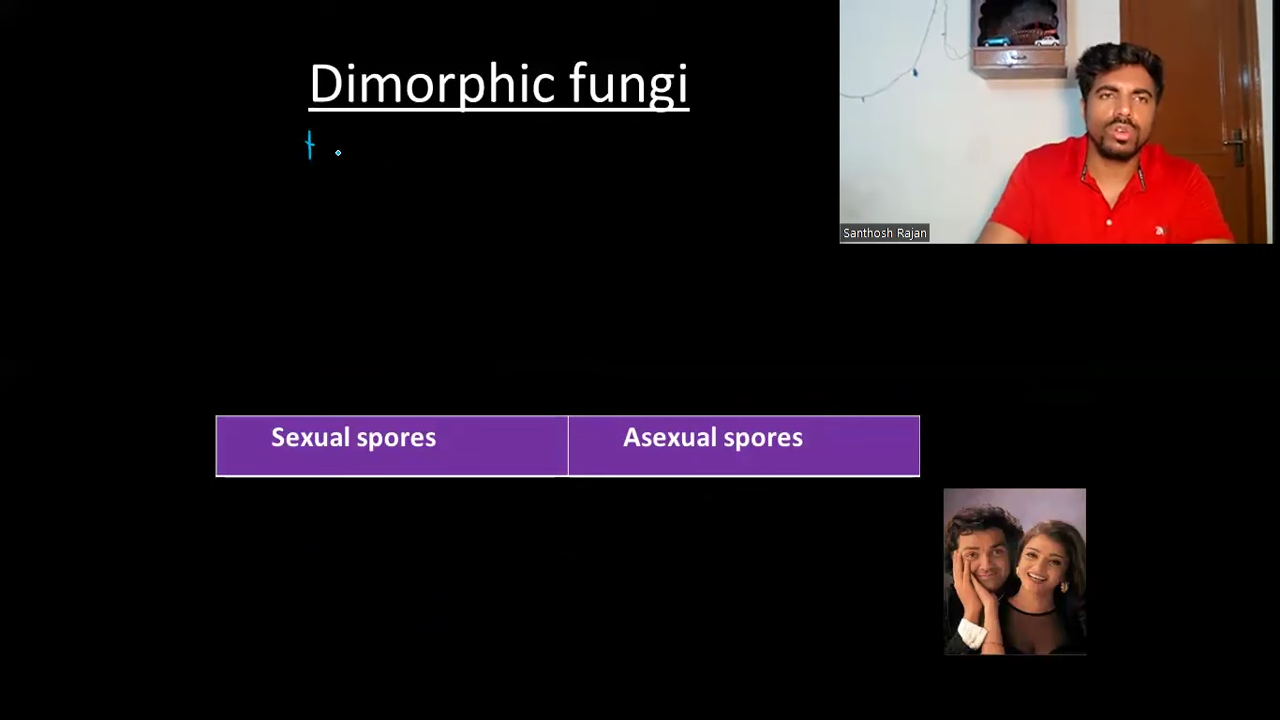 Dimorphic fungi
Santhosh Rajan
Sexual spores
Asexual spores